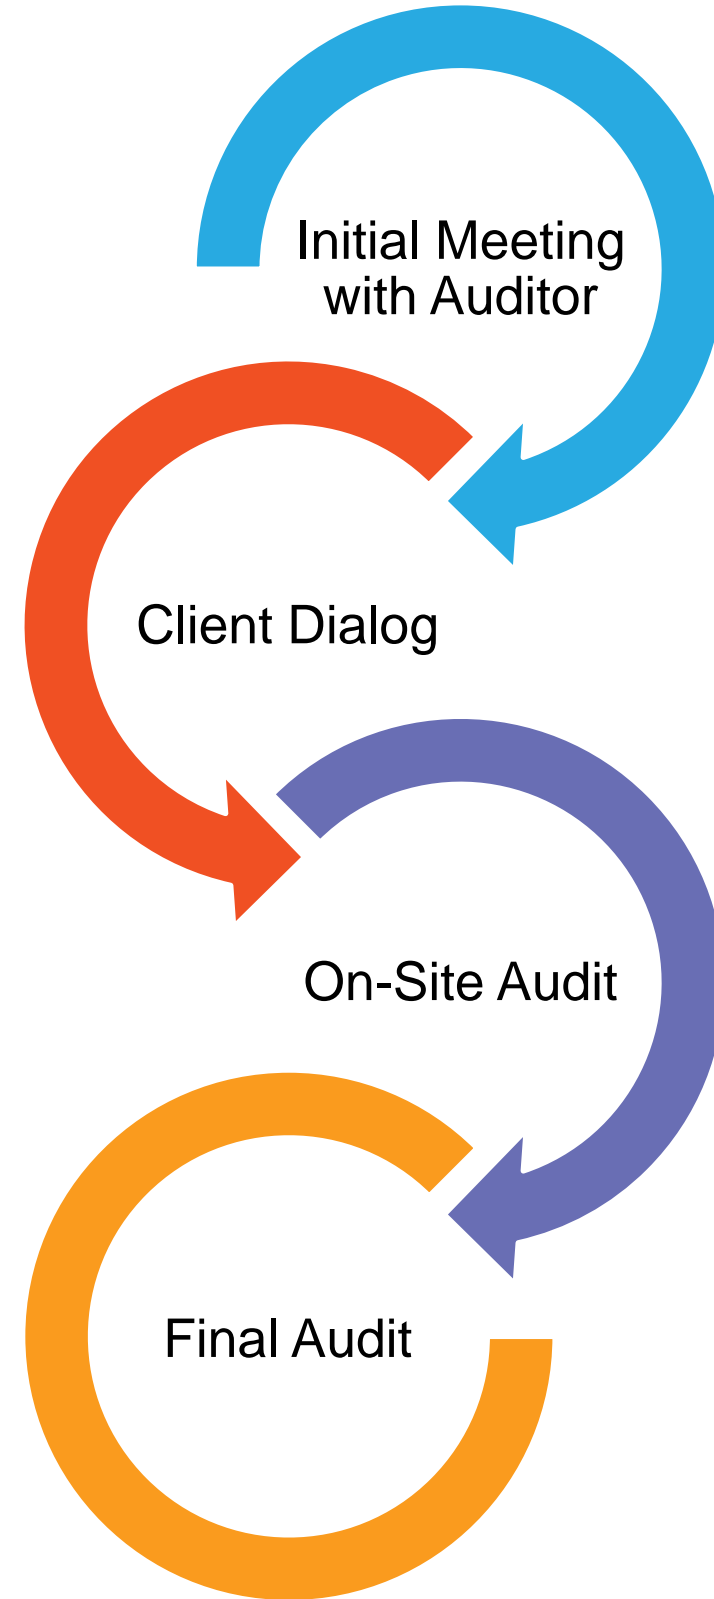 Initial Meeting
with Auditor
Client Dialog
On-Site Audit
Final Audit